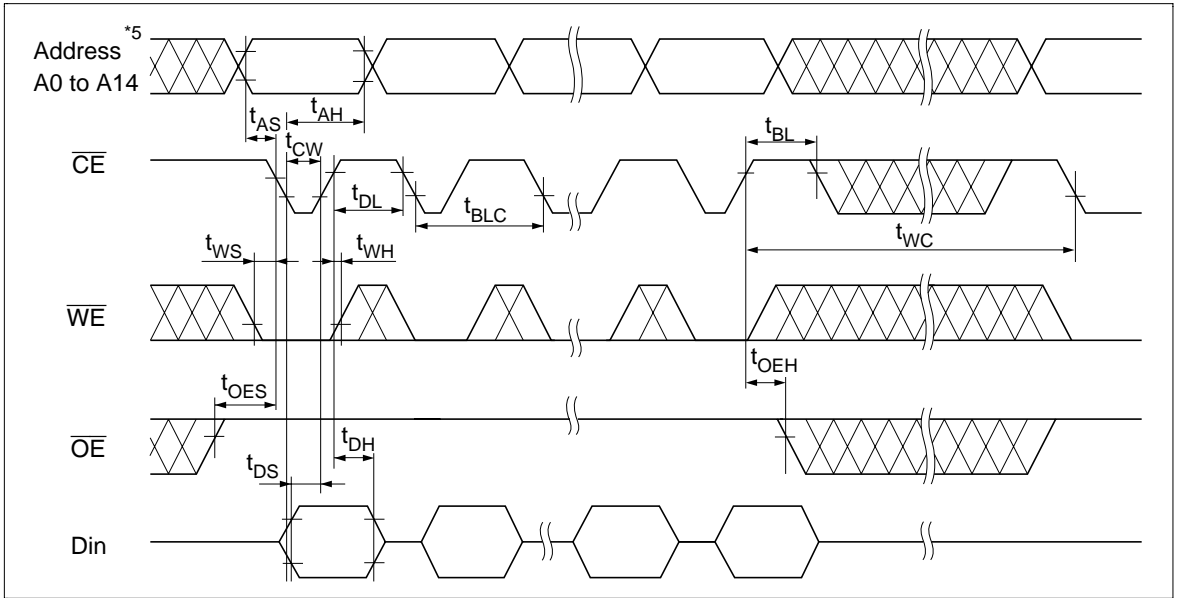 Address *5
A0 to A14
tAS
tAH
tBL
CE
tCW
tDL
tBLC
tWC
tWS
tWH
WE
tOEH
tOES
OE
tDH
tDS
Din